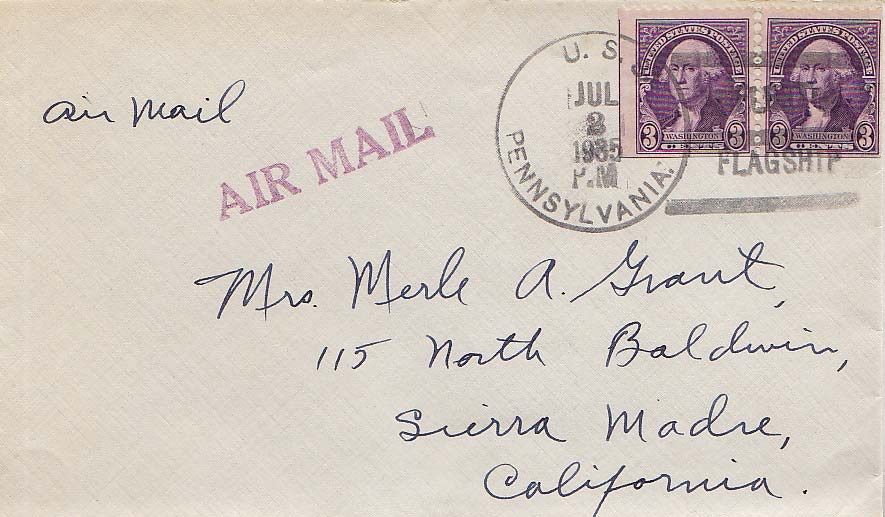 UNITED STATES POSTAGE UNITED STATES POSTAGE
3 WASHINGTON 3 3 WASHINGTON 3
CENTS CENTS
U. S. S.
JUL
2
1935
P.M.
PENNSYLVANIA.
FLAGSHIP
air mail
AIR MAIL
Mrs. Merle A. Grant,
115 North Baldwin,
Sierra Madre,
California.